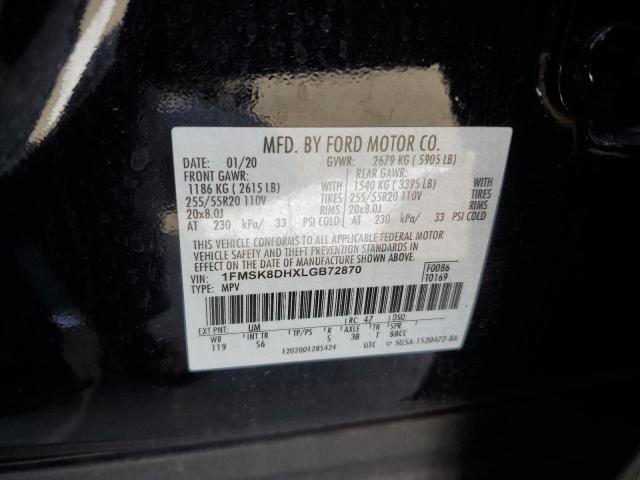 MFD. BY FORD MOTOR CO.
DATE: 01/20 GVWR: 2679 KG ( 5905 LB)
FRONT GAWR: REAR GAWR:
1186 KG ( 2615 LB) WITH 1540 KG ( 3395 LB) WITH
255/55R20 110V TIRES 255/55R20 110V TIRES
20x8.0J RIMS 20x8.0J RIMS
AT 230 kPa/ 33 PSI COLD AT 230 kPa/ 33 PSI COLD
THIS VEHICLE CONFORMS TO ALL APPLICABLE FEDERAL MOTOR
VEHICLE SAFETY AND THEFT PREVENTION STANDARDS IN EFFECT
ON THE DATE OF MANUFACTURE SHOWN ABOVE.
VIN: 1FMSK8DHXLGB72870 F0086
TYPE: MPV T0169
EXT PNT: UM RC: 47 DSO:
WB INT TR TP/PS R AXLE TR SPR
119 S6 S 3B T BBCC
1202001285424 UTC 5USA-1520472-BA